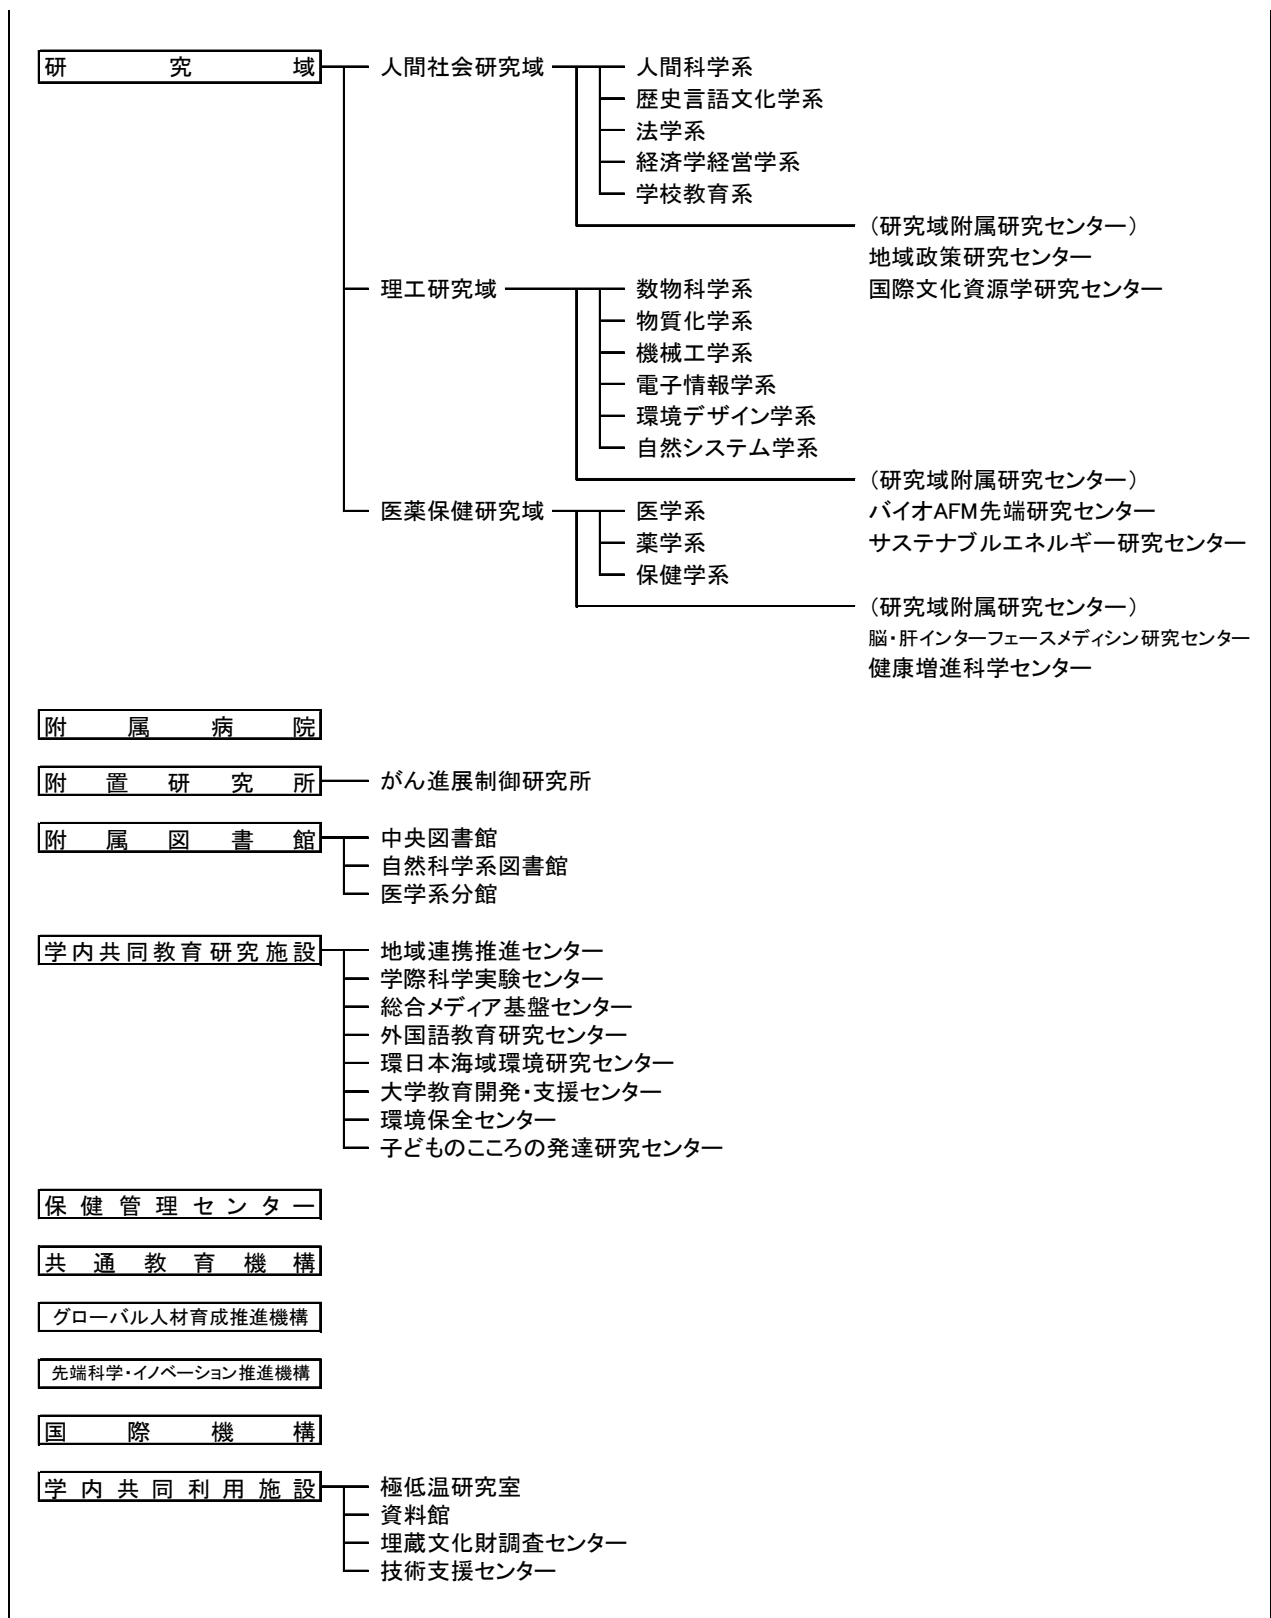 研究域
人間社会研究域
人間科学系
歴史言語文化学系
法学系
経済学経営学系
学校教育系
（研究域附属研究センター）
地域政策研究センター
国際文化資源学研究センター
理工研究域
数物科学系
物質化学系
機械工学系
電子情報学系
環境デザイン学系
自然システム学系
（研究域附属研究センター）
バイオAFM先端研究センター
サステナブルエネルギー研究センター
医薬保健研究域
医学系
薬学系
保健学系
（研究域附属研究センター）
脳・肝インターフェースメディシン研究センター
健康増進科学センター
附属病院
附置研究所
がん進展制御研究所
附属図書館
中央図書館
自然科学系図書館
医学系分館
学内共同教育研究施設
地域連携推進センター
学際科学実験センター
総合メディア基盤センター
外国語教育研究センター
環日本海域環境研究センター
大学教育開発・支援センター
環境保全センター
子どものこころの発達研究センター
保健管理センター
共通教育機構
グローバル人材育成推進機構
先端科学・イノベーション推進機構
国際機構
学内共同利用施設
極低温研究室
資料館
埋蔵文化財調査センター
技術支援センター